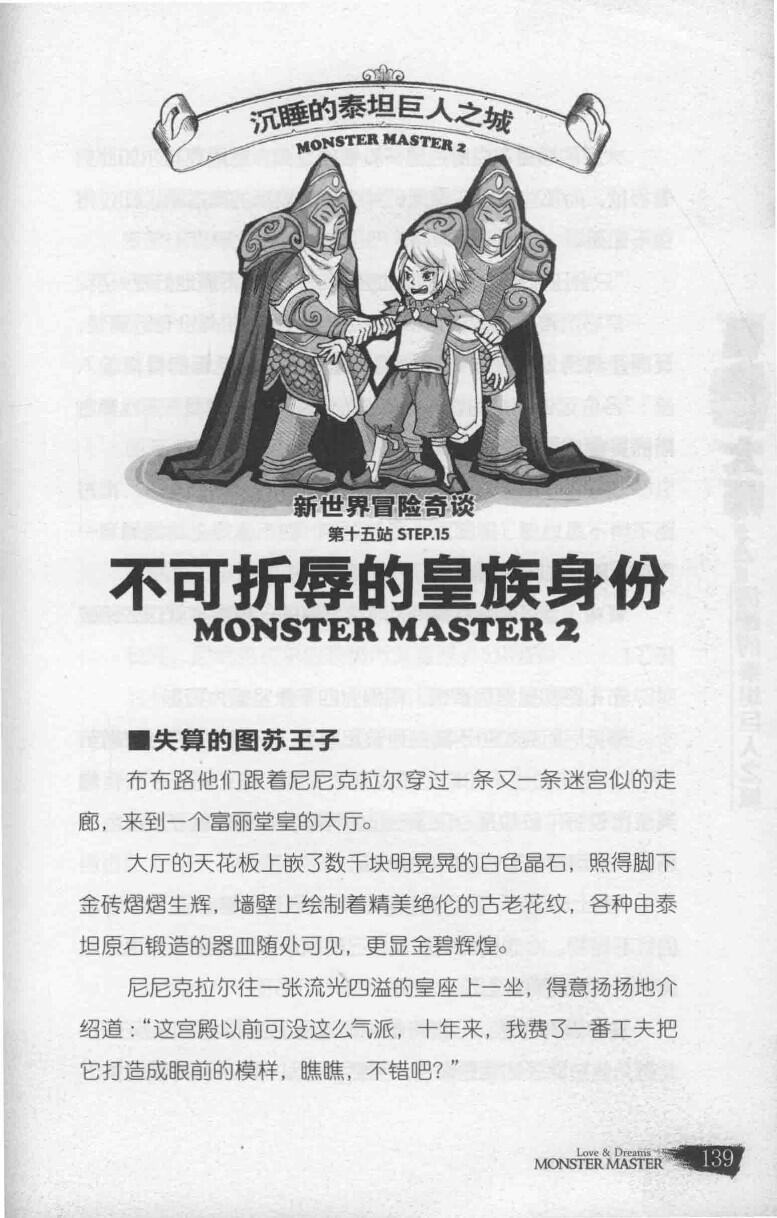 沉睡的泰坦巨人之城
MONSTER MASTER 2
新世界冒险奇谈
第十五站 STEP.15
不可折辱的皇族身份
MONSTER MASTER 2
■失算的图苏王子
布布路他们跟着尼尼克拉尔穿过一条又一条迷宫似的走
廊，来到一个富丽堂皇的大厅。
大厅的天花板上嵌了数千块明晃晃的白色晶石，照得脚下
金砖熠熠生辉，墙壁上绘制着精美绝伦的古老花纹，各种由泰
坦原石锻造的器皿随处可见，更显金碧辉煌。
尼尼克拉尔往一张流光四溢的皇座上一坐，得意扬扬地介
绍道：“这宫殿以前可没这么气派，十年来，我费了一番工夫把
它打造成眼前的模样，瞧瞧，不错吧？”
Love & Dreams
MONSTER MASTER 139